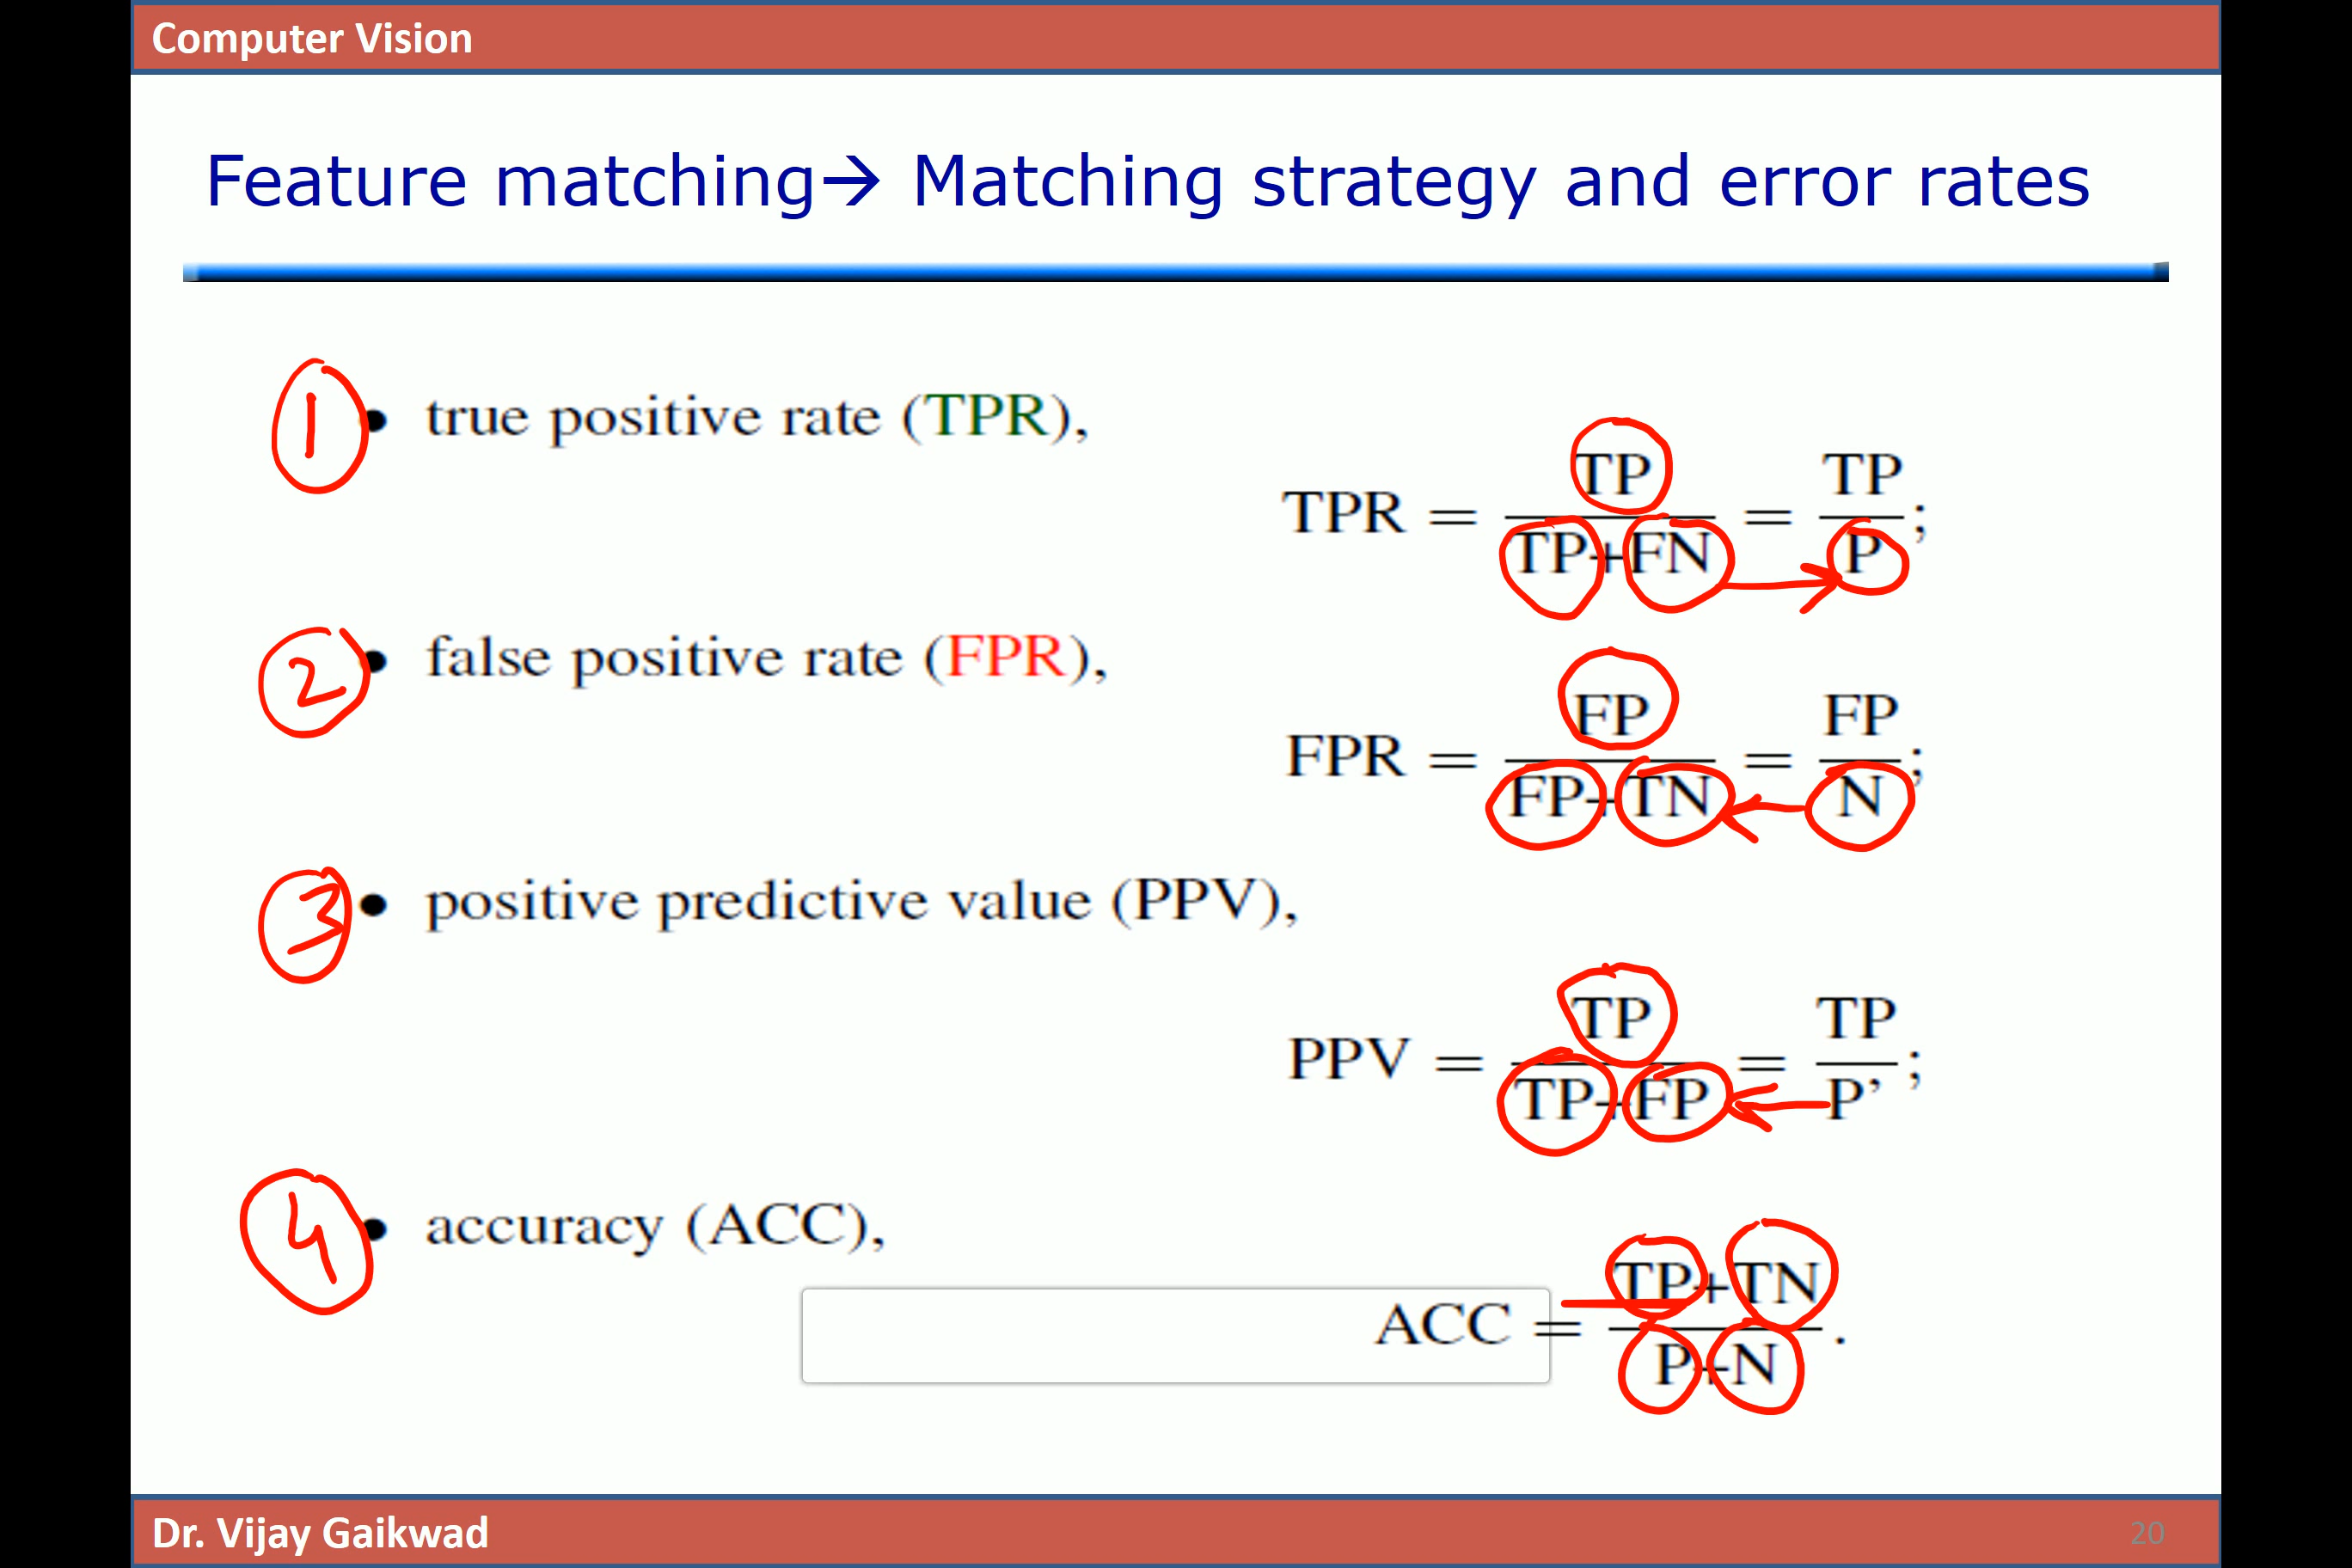 Computer Vision
Feature matching→ Matching strategy and error rates
1 • true positive rate (TPR),
TPR = TP / TP+FN = TP / P ;
2 • false positive rate (FPR),
FPR = FP / FP+TN = FP / N ;
3 • positive predictive value (PPV),
PPV = TP / TP+FP = TP / P’ ;
4 • accuracy (ACC),
ACC = TP+TN / P+N .
Dr. Vijay Gaikwad
20